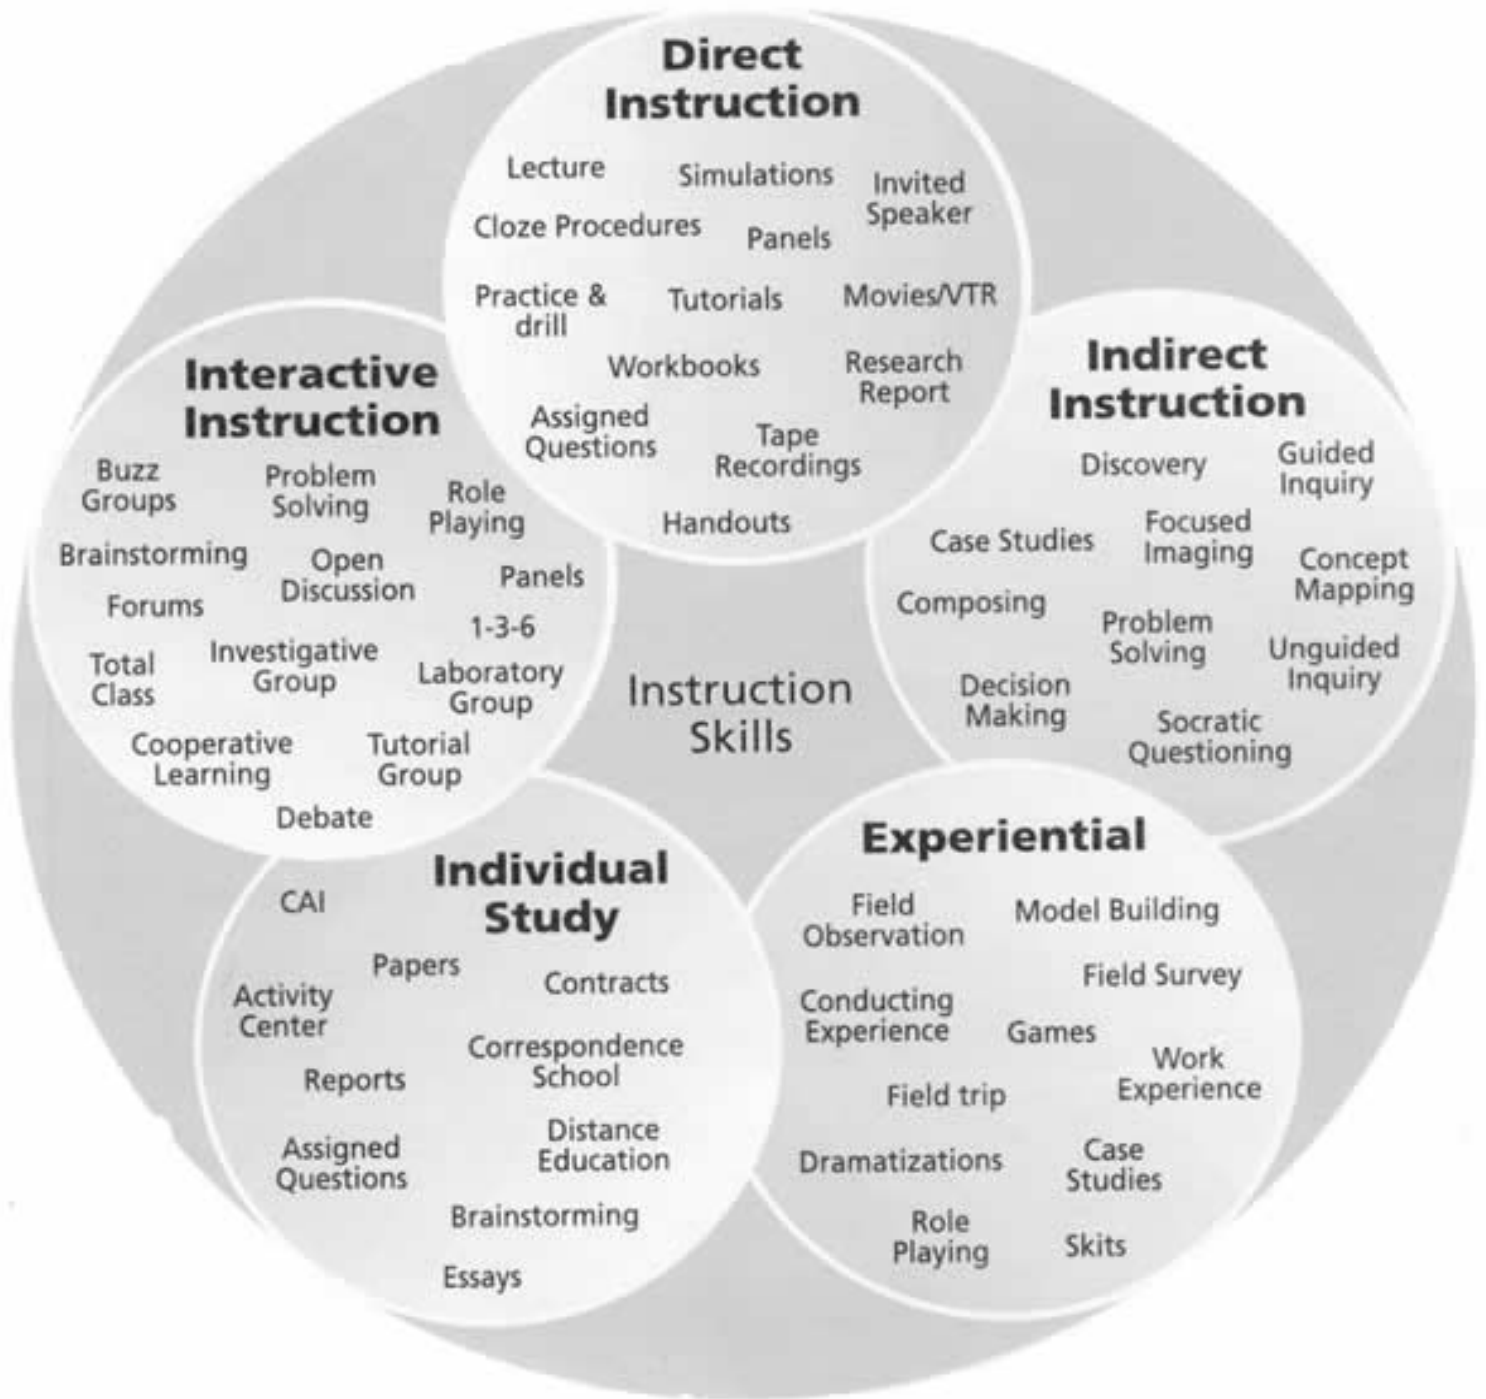 Direct
Instruction
Lecture
Simulations
Invited
Speaker
Cloze Procedures
Panels
Practice &
drill
Tutorials
Movies/VTR
Workbooks
Research
Report
Assigned
Questions
Tape
Recordings
Handouts
Interactive
Instruction
Buzz
Groups
Problem
Solving
Role
Playing
Brainstorming
Open
Discussion
Panels
Forums
1-3-6
Total
Class
Investigative
Group
Laboratory
Group
Cooperative
Learning
Tutorial
Group
Debate
Instruction
Skills
Indirect
Instruction
Discovery
Guided
Inquiry
Case Studies
Focused
Imaging
Concept
Mapping
Composing
Problem
Solving
Unguided
Inquiry
Decision
Making
Socratic
Questioning
Individual
Study
CAI
Papers
Contracts
Activity
Center
Correspondence
School
Reports
Distance
Education
Assigned
Questions
Brainstorming
Essays
Experiential
Field
Observation
Model Building
Field Survey
Conducting
Experience
Games
Work
Experience
Field trip
Dramatizations
Case
Studies
Role
Playing
Skits